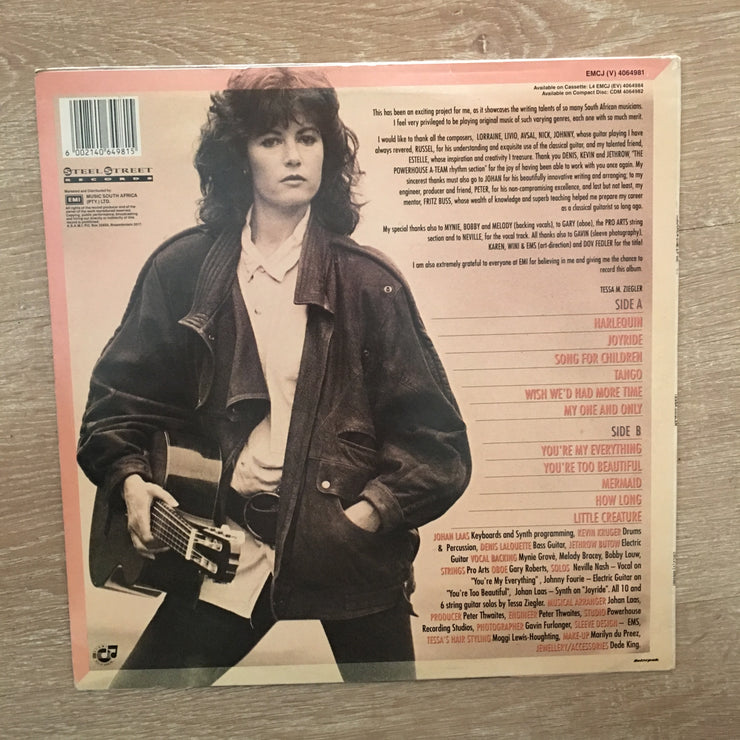 EMCJ (V) 4064981
Available on Cassette: L4 EMCJ (EV) 4064984
Available on Compact Disc: CDM 4064982
6 002140 649815
STEEL STREET
RECORDS
Marketed and Distributed by
EMI MUSIC SOUTH AFRICA
(PTY) LTD.
This has been an exciting project for me, as it showcases the writing talents of so many South African musicians.
I feel very privileged to be playing original music of such varying genres, each one with so much merit.
I would like to thank all the composers, LORRAINE, LIVIO, AVSAL, NICK, JOHNNY, whose guitar playing I have
always revered, RUSSEL, for his understanding and exquisite use of the classical guitar, and my talented friend,
ESTELLE, whose inspiration and creativity I treasure. Thank you DENIS, KEVIN and JETHROW, "THE
POWERHOUSE A TEAM rhythm section" for the joy of having been able to work with you once again. My
sincerest thanks must also go to JOHAN for his beautifully innovative writing and arranging; to my
engineer, producer and friend, PETER, for his non-compromising excellence, and last but not least, my
mentor, FRITZ BUSS, whose wealth of knowledge and superb teaching helped me prepare my career
as a classical guitarist so long ago.
My special thanks also to MYNIE, BOBBY and MELODY (backing vocals), to GARY (oboe), the PRO ARTS string
section and to NEVILLE, for the vocal track. All thanks also to GAVIN (sleeve photography),
KAREN, WINI & EMS (art-direction) and DOV FEDLER for the title!
I am also extremely grateful to everyone at EMI for believing in me and giving me the chance to
record this album.
TESSA M. ZIEGLER
SIDE A
HARLEQUIN
JOYRIDE
SONG FOR CHILDREN
TANGO
WISH WE'D HAD MORE TIME
MY ONE AND ONLY
SIDE B
YOU'RE MY EVERYTHING
YOU'RE TOO BEAUTIFUL
MERMAID
HOW LONG
LITTLE CREATURE
JOHAN LAAS Keyboards and Synth programming, KEVIN KRUGER Drums
& Percussion, DENIS LALOUETTE Bass Guitar, JETHROW BUTOW Electric
Guitar VOCAL BACKING Mynie Grové, Melody Bracey, Bobby Louw,
STRINGS Pro Arts OBOE Gary Roberts, SOLOS Neville Nash – Vocal on
"You're My Everything", Johnny Fourie – Electric Guitar on
"You're Too Beautiful", Johan Laas – Synth on "Joyride". All 10 and
6 string guitar solos by Tessa Ziegler. MUSICAL ARRANGER Johan Laas,
PRODUCER Peter Thwaites, ENGINEER Peter Thwaites, STUDIO Powerhouse
Recording Studios, PHOTOGRAPHER Gavin Furlonger, SLEEVE DESIGN – EMS,
TESSA'S HAIR STYLING Moggi Lewis-Houghting, MAKE-UP Marilyn du Preez,
JEWELLERY/ACCESSORIES Dede King.